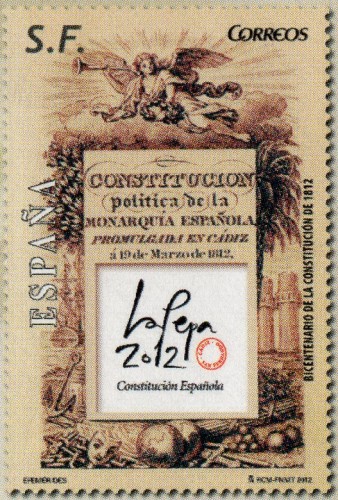 S.F.
CORREOS
ESPAÑA
CONSTITUCION
política de la
MONARQUÍA ESPAÑOLA
PROMULGADA EN CÁDIZ
á 19 de Marzo de 1812.
La Pepa
2012
Constitución Española
BICENTENARIO DE LA CONSTITUCIÓN DE 1812
EFEMÉRIDES
RCM-FNMT 2012